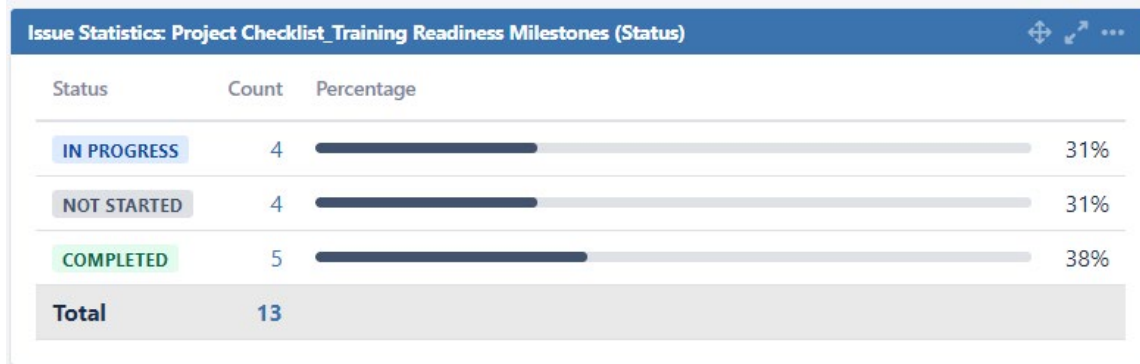 Issue Statistics: Project Checklist_Training Readiness Milestones (Status)
Status Count Percentage
IN PROGRESS 4 31%
NOT STARTED 4 31%
COMPLETED 5 38%
Total 13